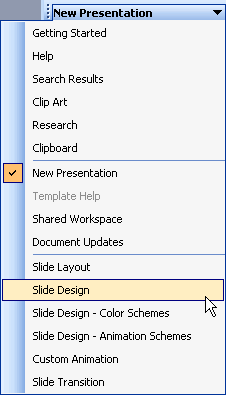 New Presentation
Getting Started
Help
Search Results
Clip Art
Research
Clipboard
New Presentation
Template Help
Shared Workspace
Document Updates
Slide Layout
Slide Design
Slide Design - Color Schemes
Slide Design - Animation Schemes
Custom Animation
Slide Transition